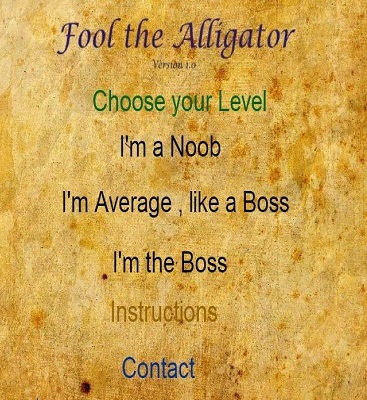 Fool the Alligator
Version 1.0
Choose your Level
I'm a Noob
I'm Average , like a Boss
I'm the Boss
Instructions
Contact